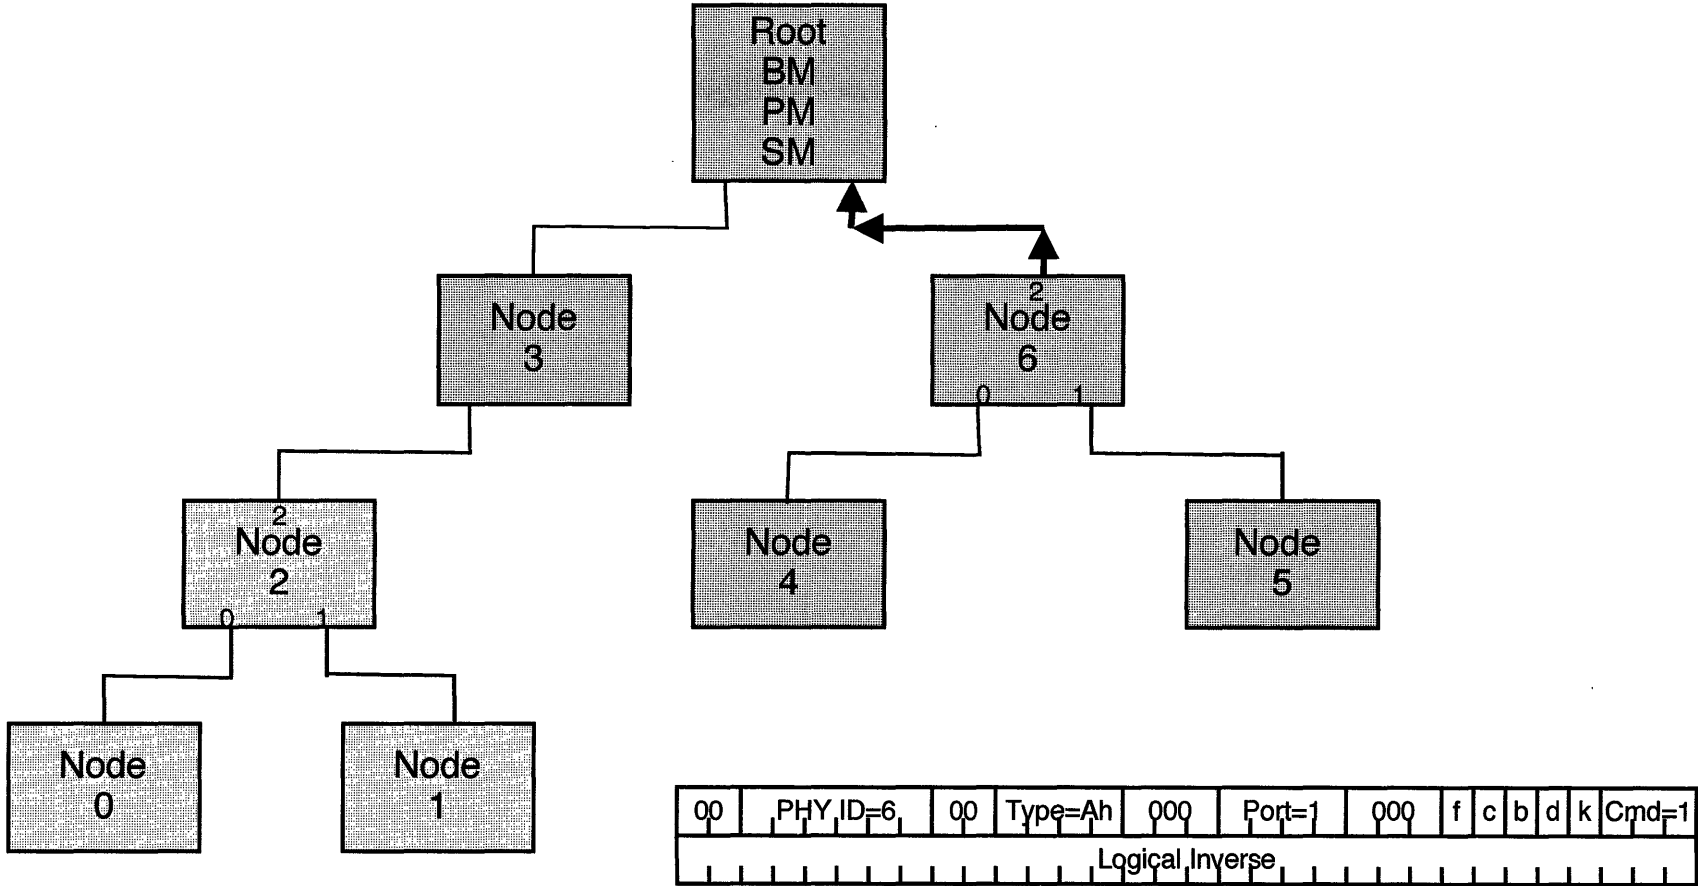 Root
BM
PM
SM
2
Node
3
Node
6
0 1
2
Node
2
Node
4
Node
5
0 1
Node
0
Node
1
00 PHY ID=6 00 Type=Ah 000 Port=1 000 f c b d k Cmd=1
Logical Inverse